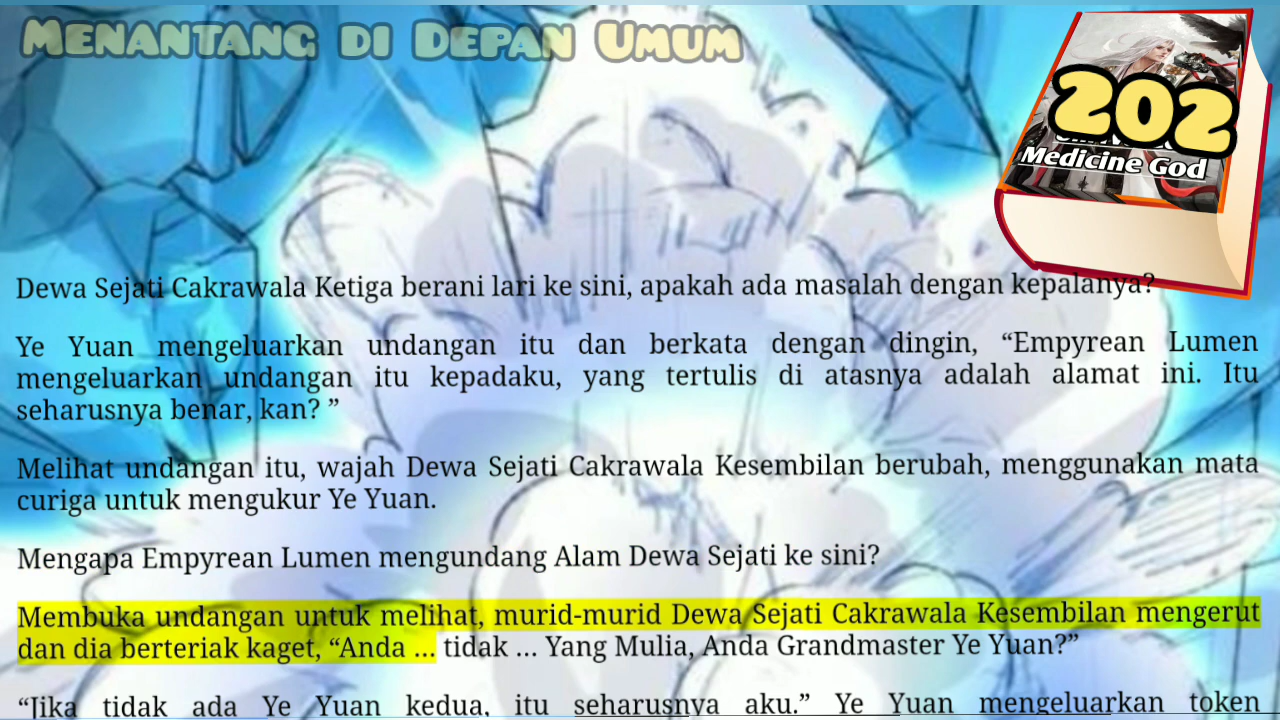 Menantang di Depan Umum
202
Medicine God
Dewa Sejati Cakrawala Ketiga berani lari ke sini, apakah ada masalah dengan kepalanya?
Ye Yuan mengeluarkan undangan itu dan berkata dengan dingin, “Empyrean Lumen
mengeluarkan undangan itu kepadaku, yang tertulis di atasnya adalah alamat ini. Itu
seharusnya benar, kan? ”
Melihat undangan itu, wajah Dewa Sejati Cakrawala Kesembilan berubah, menggunakan mata
curiga untuk mengukur Ye Yuan.
Mengapa Empyrean Lumen mengundang Alam Dewa Sejati ke sini?
Membuka undangan untuk melihat, murid-murid Dewa Sejati Cakrawala Kesembilan mengerut
dan dia berteriak kaget, “Anda ... tidak ... Yang Mulia, Anda Grandmaster Ye Yuan?”
“Jika tidak ada Ye Yuan kedua, itu seharusnya aku.” Ye Yuan mengeluarkan token